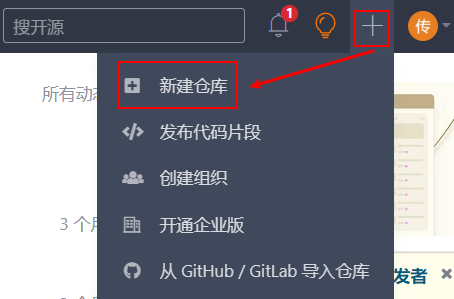 搜开源
1
传
所有动态
新建仓库
发布代码片段
创建组织
3 个月
开通企业版
从 GitHub / GitLab 导入仓库
发者